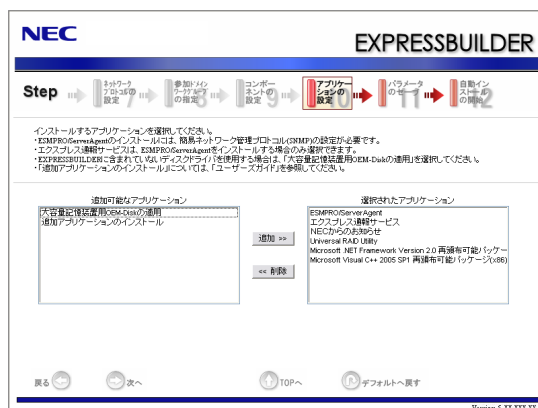 NEC
EXPRESSBUILDER
Step
ネットワーク
プロトコルの
設定 7
参加ドメイン
ワークグループ
の指定 8
コンポー
ネントの
設定 9
アプリケー
ションの
設定 10
パラメータ
のセーブ 11
自動イン
ストール
の開始 12
インストールするアプリケーションを選択してください。
・ESMPRO/ServerAgentのインストールには、簡易ネットワーク管理プロトコル(SNMP)の設定が必要です。
・エクスプレス通報サービスは、ESMPRO/ServerAgentをインストールする場合のみ選択できます。
・EXPRESSBUILDERに含まれていないディスクドライバを使用する場合は、「大容量記憶装置用OEM-Diskの適用」を選択してください。
・「追加アプリケーションのインストール」については、「ユーザーズガイド」を参照してください。
追加可能なアプリケーション
大容量記憶装置用OEM-Diskの適用
追加アプリケーションのインストール
追加 >>
<< 削除
選択されたアプリケーション
ESMPRO/ServerAgent
エクスプレス通報サービス
NECからのお知らせ
Universal RAID Utility
Microsoft .NET Framework Version 2.0 再頒布可能パッケー
Microsoft Visual C++ 2005 SP1 再頒布可能パッケージ(x86)
戻る
次へ
TOPへ
デフォルトへ戻す